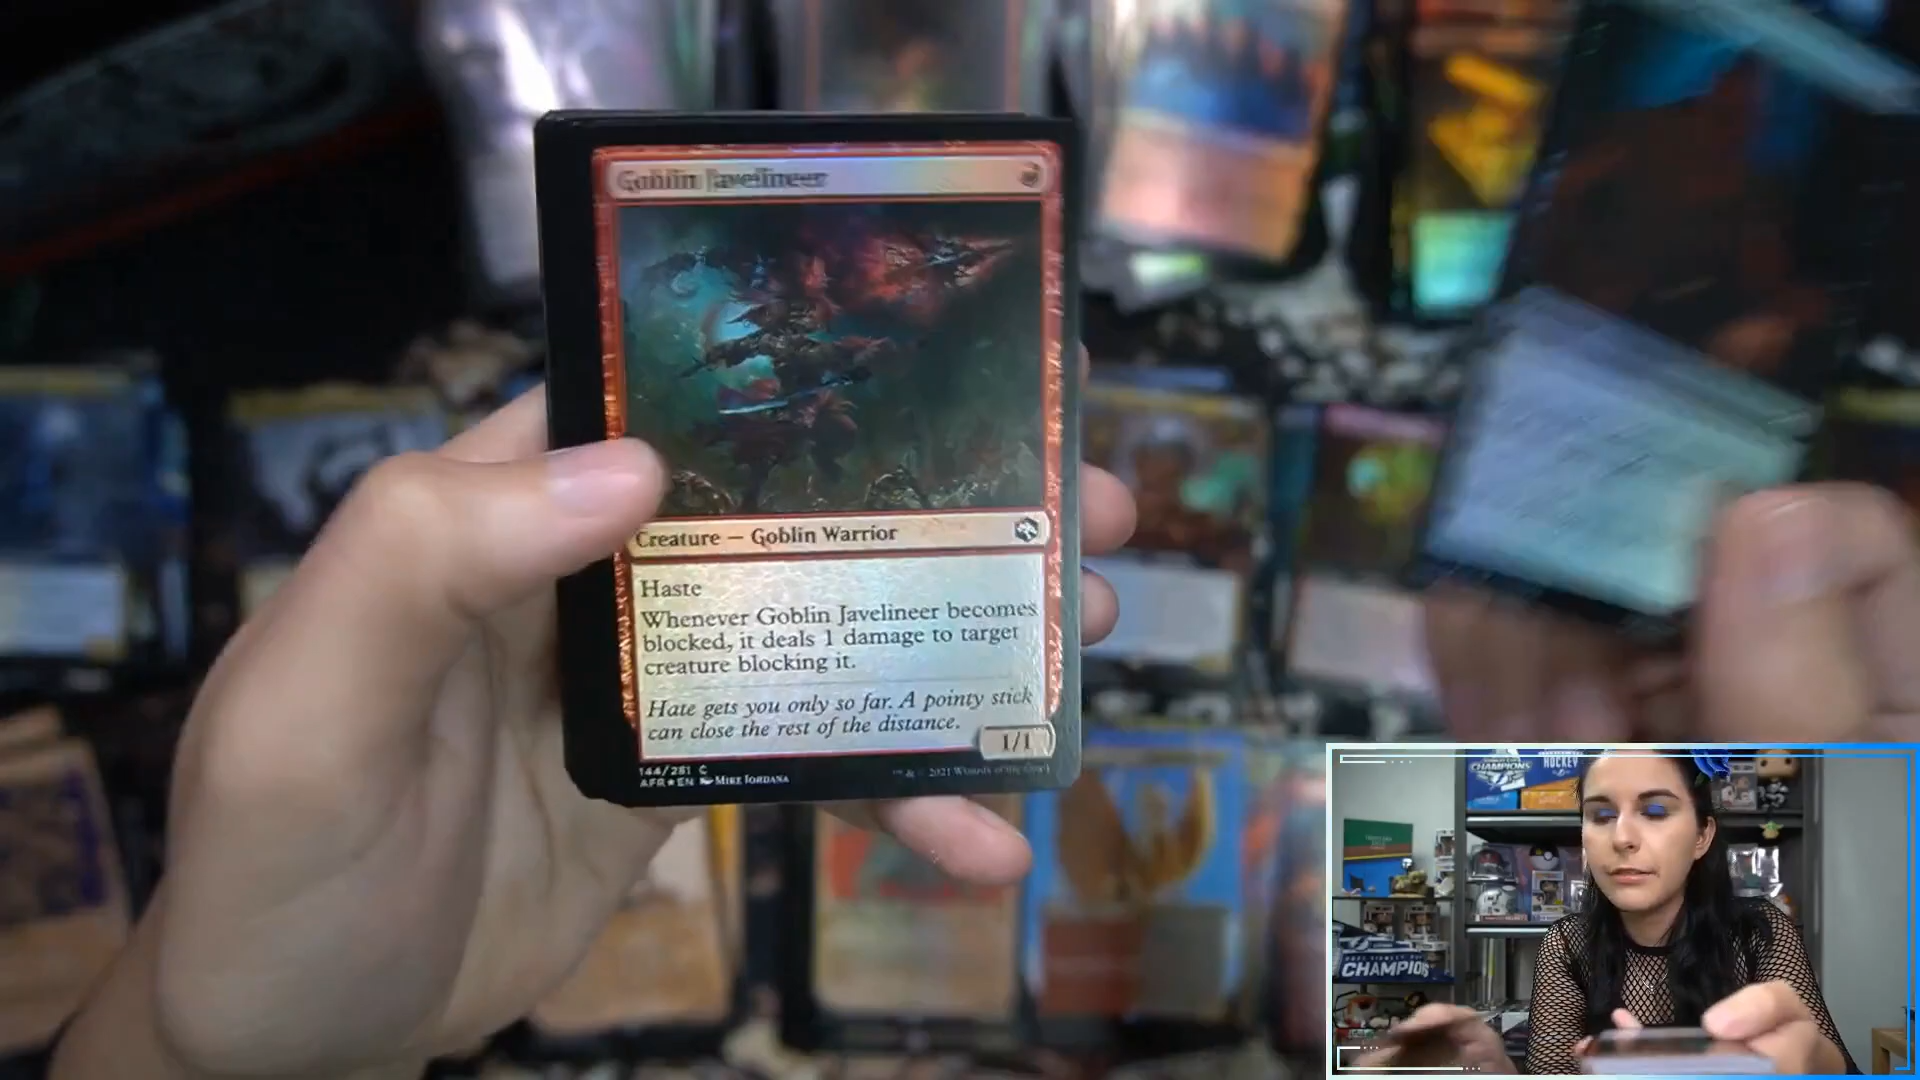 Goblin Javelineer
Creature — Goblin Warrior
Haste
Whenever Goblin Javelineer becomes
blocked, it deals 1 damage to target
creature blocking it.
Hate gets you only so far. A pointy stick
can close the rest of the distance.
1/1
144/281 C
AFR★EN Mike Jordana
™ & © 2021 Wizards of the Coast
CHAMPIONS
HOCKEY
CHAMPIO